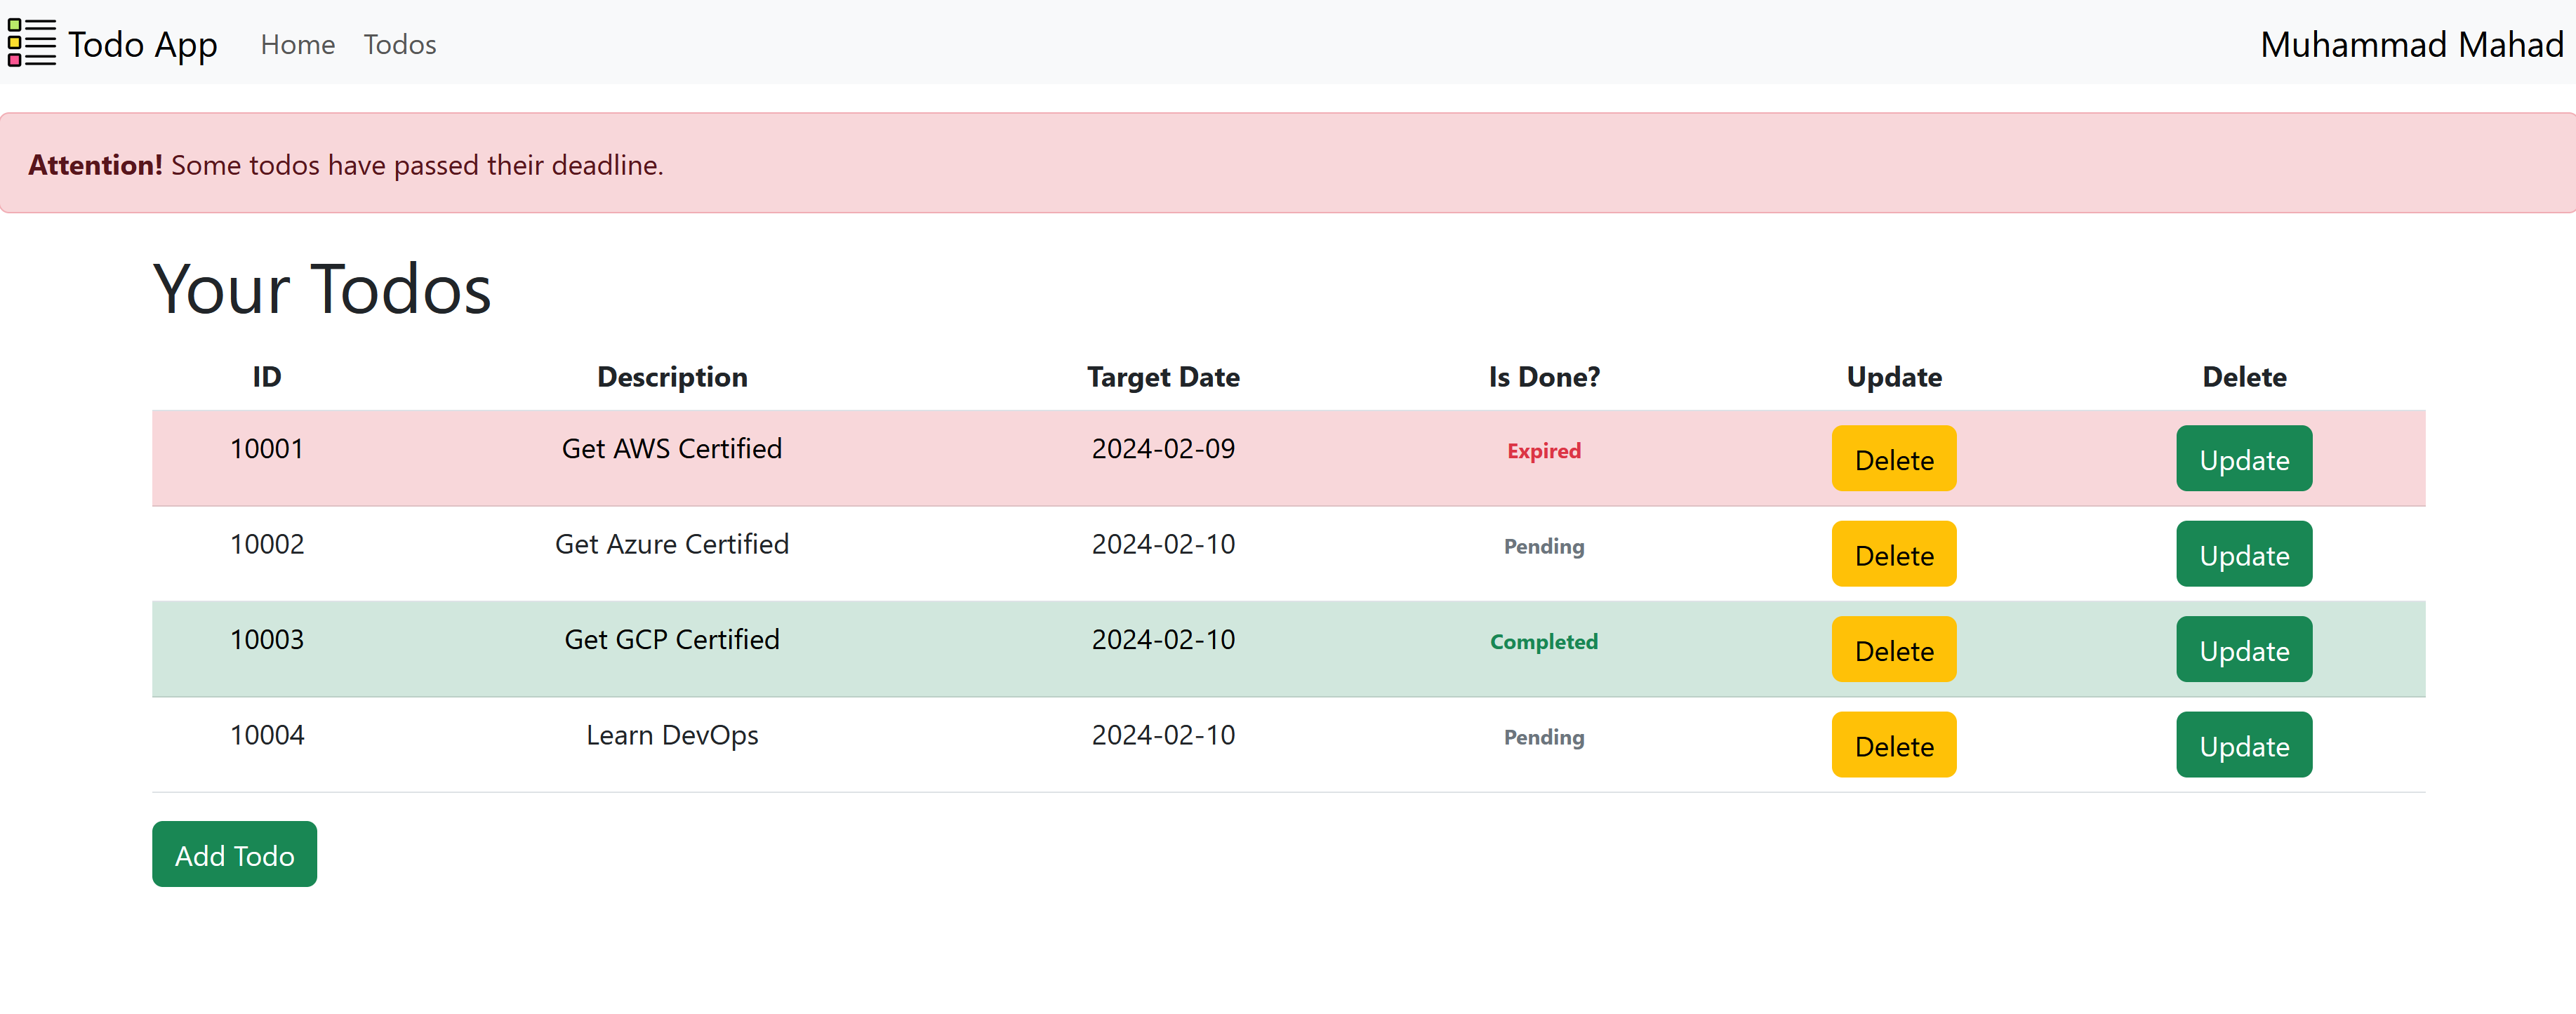 Todo App Home Todos Muhammad Mahad
Attention! Some todos have passed their deadline.
Your Todos
ID Description Target Date Is Done? Update Delete
10001 Get AWS Certified 2024-02-09 Expired Delete Update
10002 Get Azure Certified 2024-02-10 Pending Delete Update
10003 Get GCP Certified 2024-02-10 Completed Delete Update
10004 Learn DevOps 2024-02-10 Pending Delete Update
Add Todo